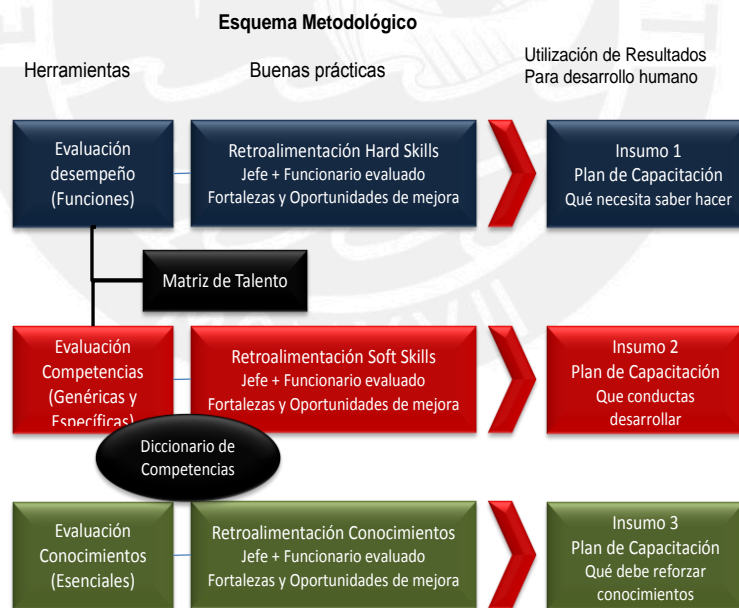 Esquema Metodológico
Herramientas
Buenas prácticas
Utilización de Resultados
Para desarrollo humano
Evaluación
desempeño
(Funciones)
Retroalimentación Hard Skills
Jefe + Funcionario evaluado
Fortalezas y Oportunidades de mejora
Insumo 1
Plan de Capacitación
Qué necesita saber hacer
Matriz de Talento
Evaluación
Competencias
(Genéricas y
Específicas)
Retroalimentación Soft Skills
Jefe + Funcionario evaluado
Fortalezas y Oportunidades de mejora
Insumo 2
Plan de Capacitación
Que conductas
desarrollar
Diccionario de
Competencias
Evaluación
Conocimientos
(Esenciales)
Retroalimentación Conocimientos
Jefe + Funcionario evaluado
Fortalezas y Oportunidades de mejora
Insumo 3
Plan de Capacitación
Qué debe reforzar
conocimientos